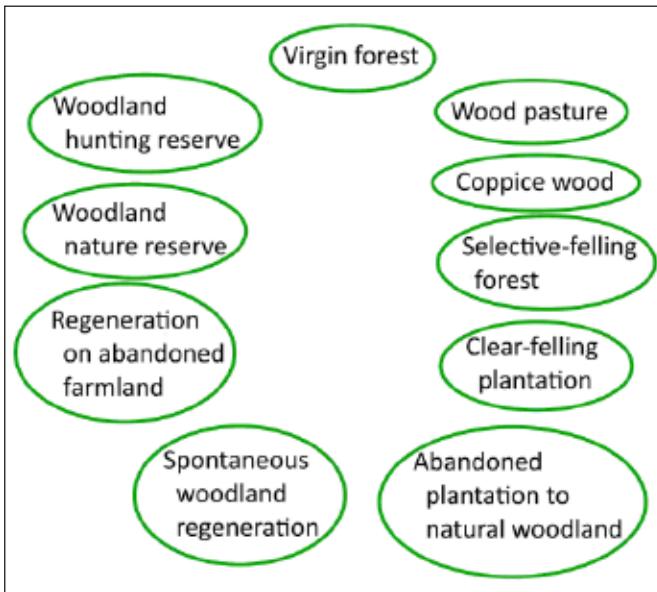 Virgin forest
Woodland
hunting reserve
Wood pasture
Coppice wood
Woodland
nature reserve
Selective-felling
forest
Regeneration
on abandoned
farmland
Clear-felling
plantation
Spontaneous
woodland
regeneration
Abandoned
plantation to
natural woodland